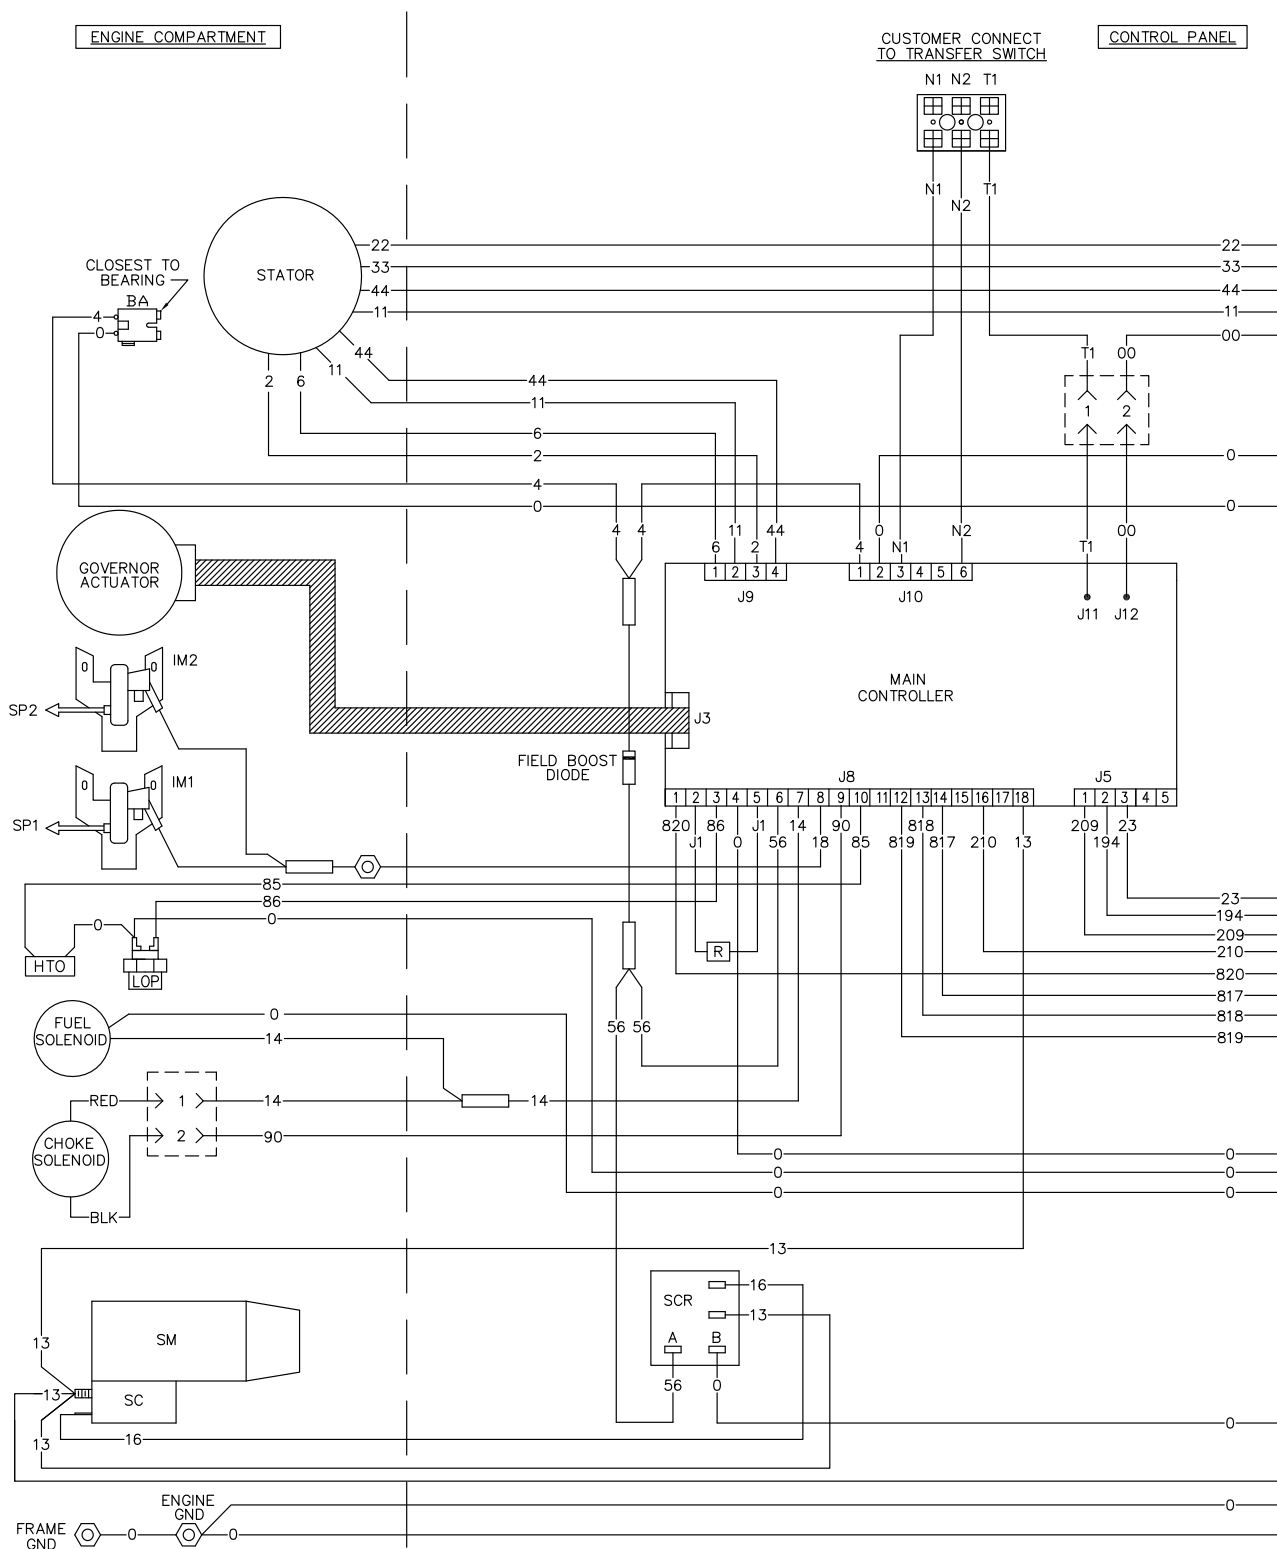 ENGINE COMPARTMENT
CUSTOMER CONNECT
TO TRANSFER SWITCH
CONTROL PANEL
N1 N2 T1
N1 T1
N2
22 22
STATOR
33 33
CLOSEST TO
BEARING
44 44
BA
4
11 11
0
00
44 T1 00
11
2 6
44
11
1 2
6
2 0
4
0 0
4 4 11 44 0 N2 00
6 2 4 N1 T1
GOVERNOR
ACTUATOR
1 2 3 4 1 2 3 4 5 6
J9 J10 J11 J12
IM2
MAIN
CONTROLLER
SP2
J3
FIELD BOOST
DIODE
IM1
J8 J5
1 2 3 4 5 6 7 8 9 10 11 12 13 14 15 16 17 18 1 2 3 4 5
SP1
820 86 J1 14 90 818 209 23
J1 0 56 18 85 819 817 210 13 194
85
86 23
0 194
0
209
R 210
HTO
820
LOP
817
0 818
FUEL
SOLENOID
56 56
14 819
RED 1 14 14
2 90
CHOKE
SOLENOID
0 0
0 0
0 0
BLK
13
16
SCR
13
SM
13
A B
56 0
13
SC
0
16
13
ENGINE
GND
0
FRAME
GND
0 0